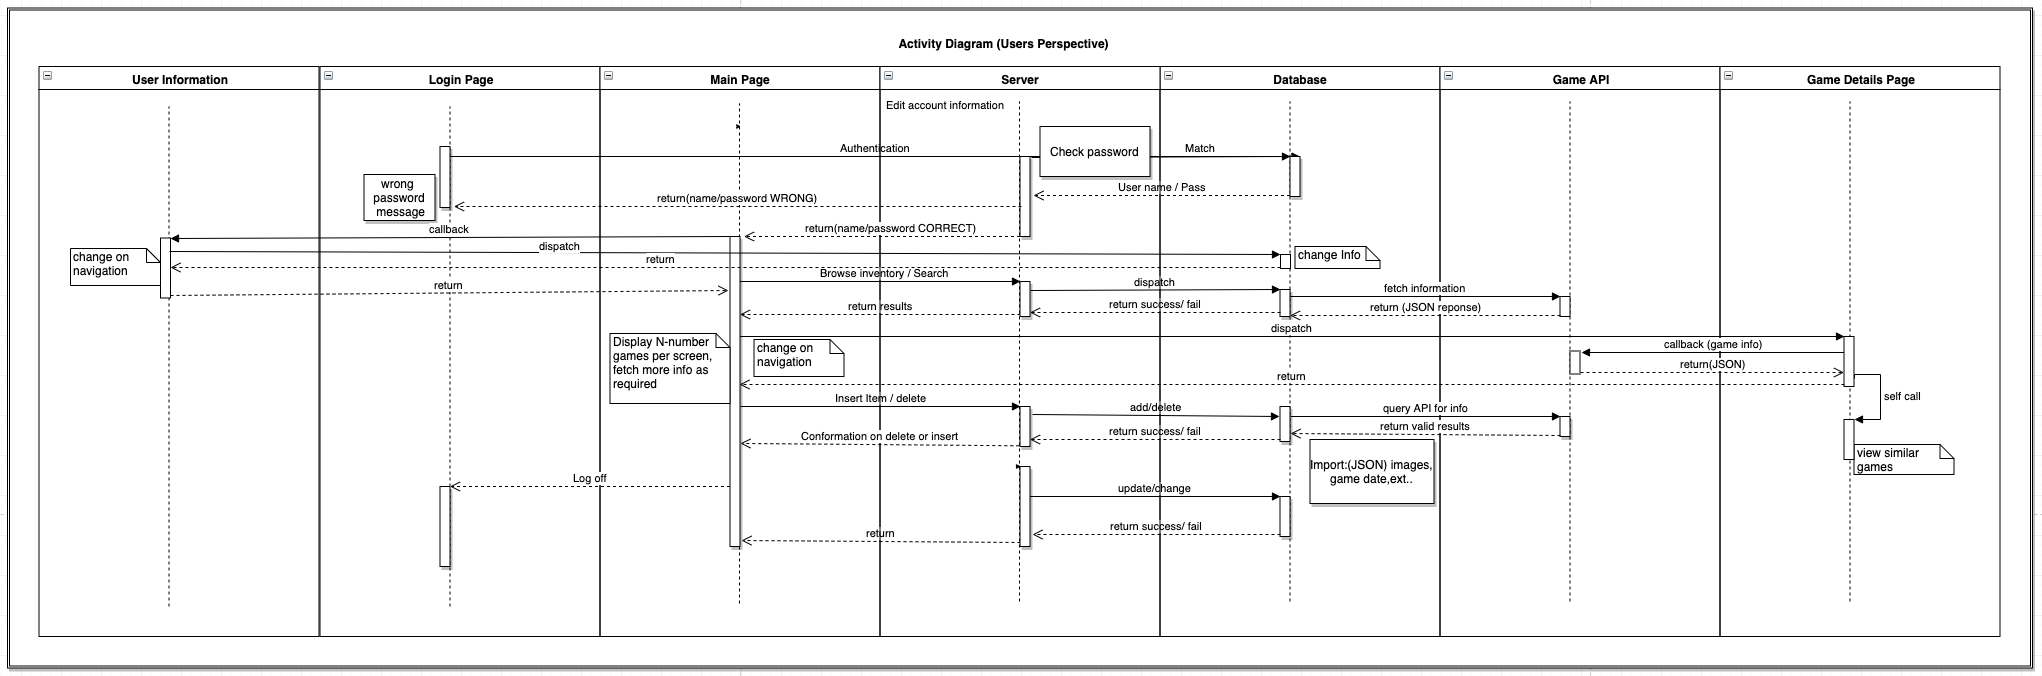 Activity Diagram (Users Perspective)
User Information
Login Page
Main Page
Server
Database
Game API
Game Details Page
Edit account information
Authentication
Check password
Match
wrong
password
message
User name / Pass
return(name/password WRONG)
callback
return(name/password CORRECT)
change on
navigation
dispatch
change Info
return
Browse inventory / Search
return
dispatch
fetch information
return results
return success/ fail
return (JSON reponse)
dispatch
Display N-number
games per screen,
fetch more info as
required
change on
navigation
callback (game info)
return(JSON)
return
self call
Insert Item / delete
add/delete
query API for info
Conformation on delete or insert
return success/ fail
return valid results
Import:(JSON) images,
game date,ext..
view similar
games
Log off
update/change
return success/ fail
return